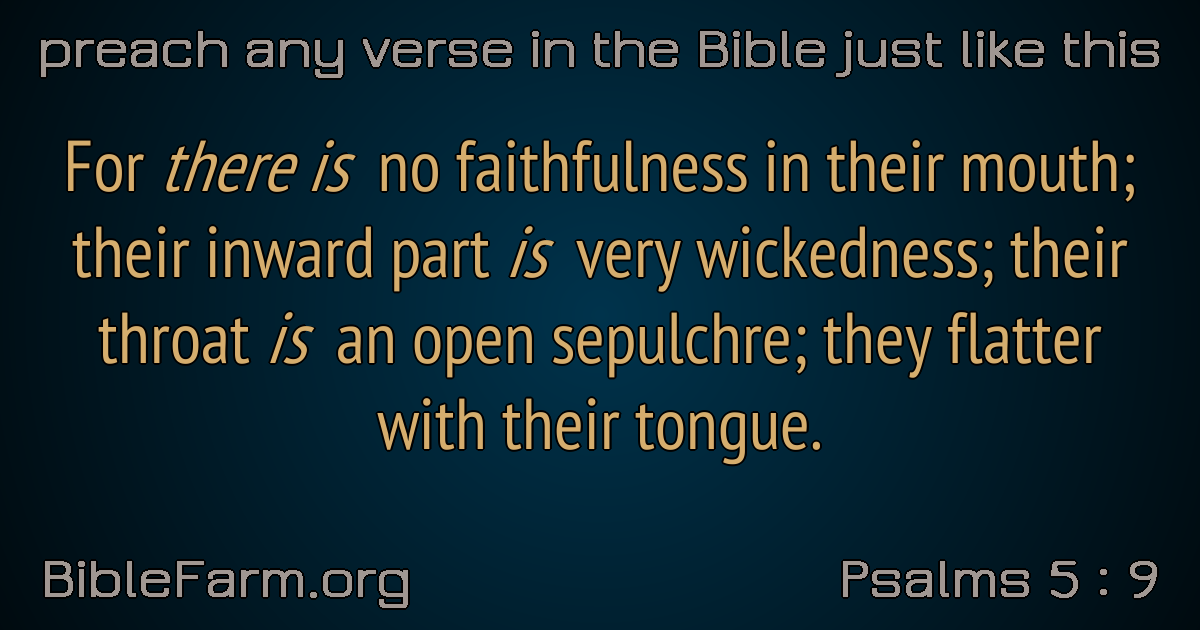 preach any verse in the Bible just like this
For there is no faithfulness in their mouth;
their inward part is very wickedness; their
throat is an open sepulchre; they flatter
with their tongue.
BibleFarm.org
Psalms 5 : 9